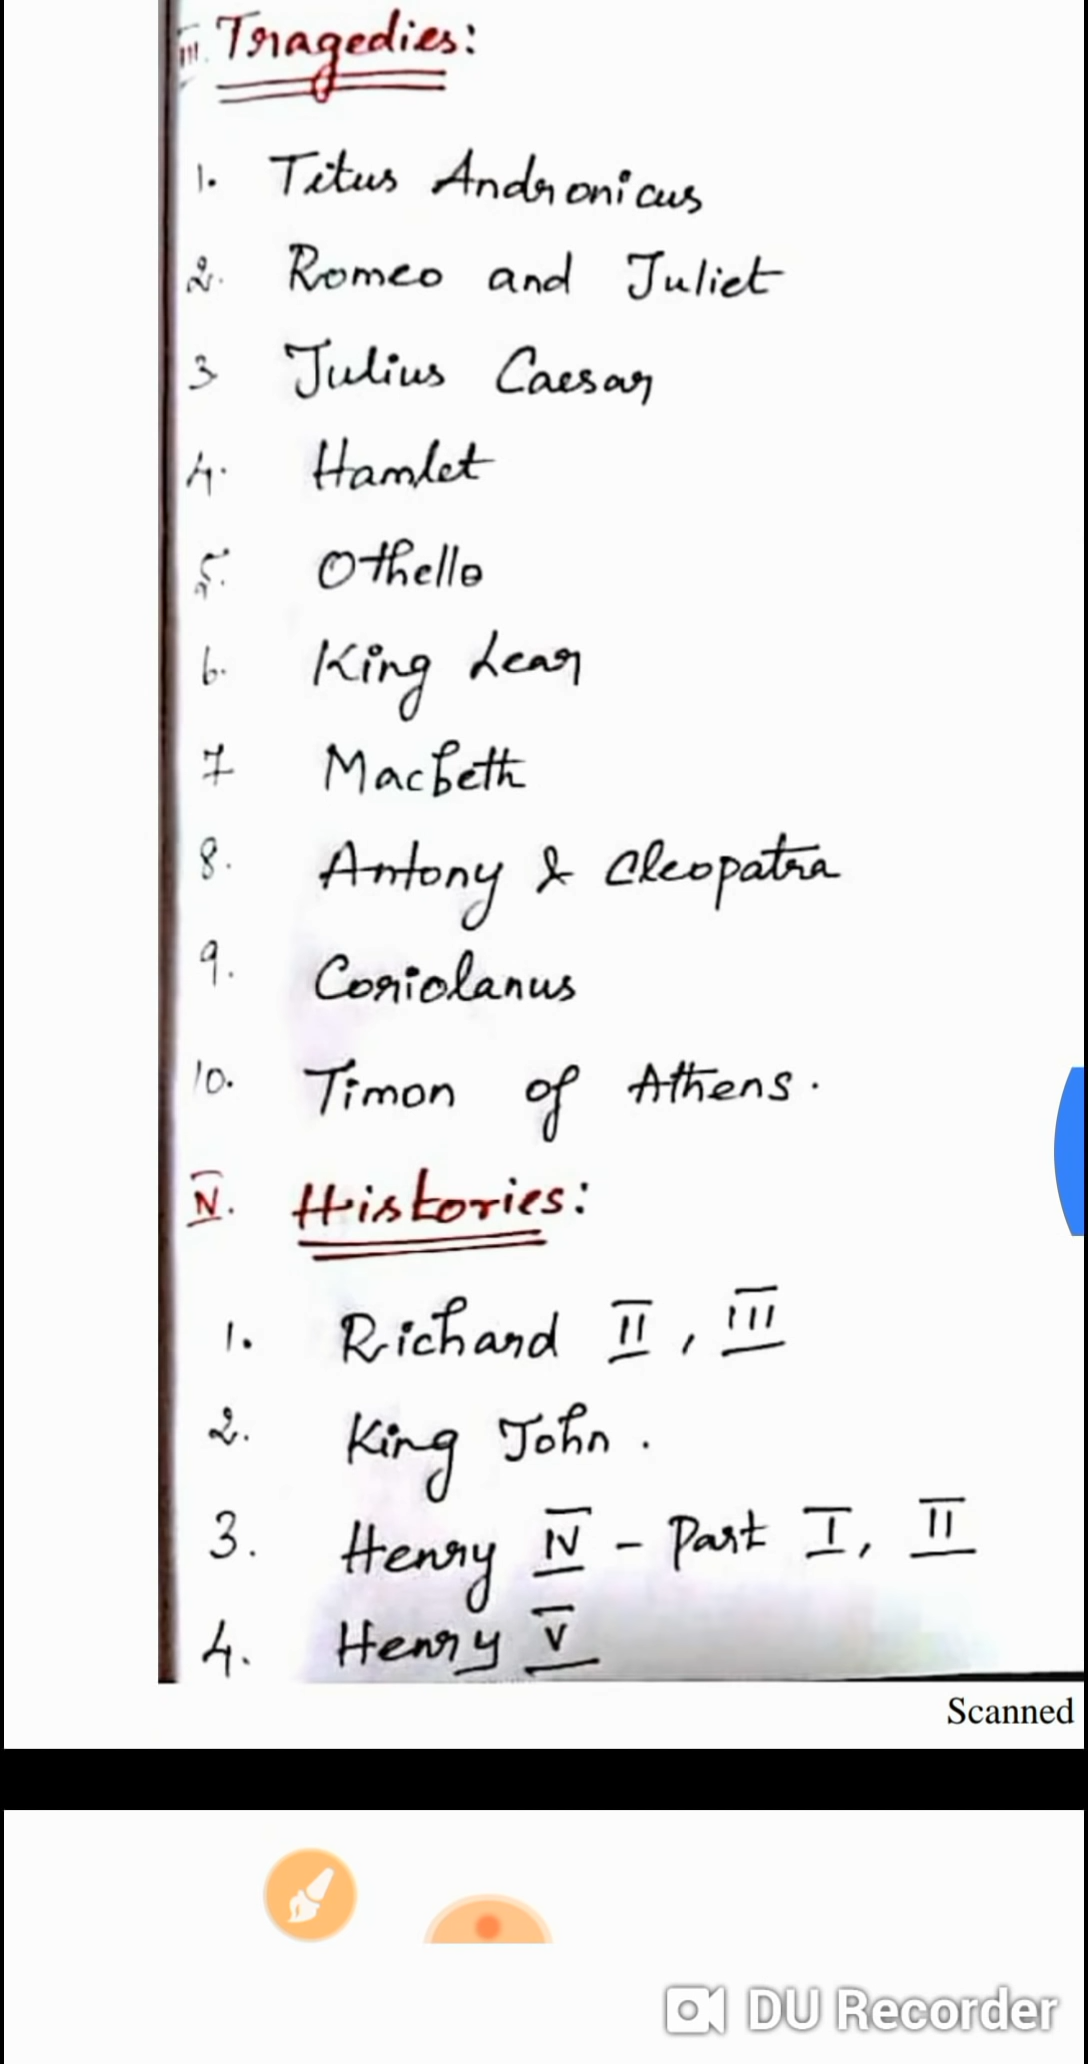 III. Tragedies:
1. Titus Andronicus
2. Romeo and Juliet
3 Julius Caesar
4. Hamlet
5. Othello
6. King Lear
7 Macbeth
8. Antony & Cleopatra
9. Coriolanus
10. Timon of Athens.
IV. Histories:
1. Richard II, III
2. King John.
3. Henry IV - Part I, II
4. Henry V
Scanned
DU Recorder